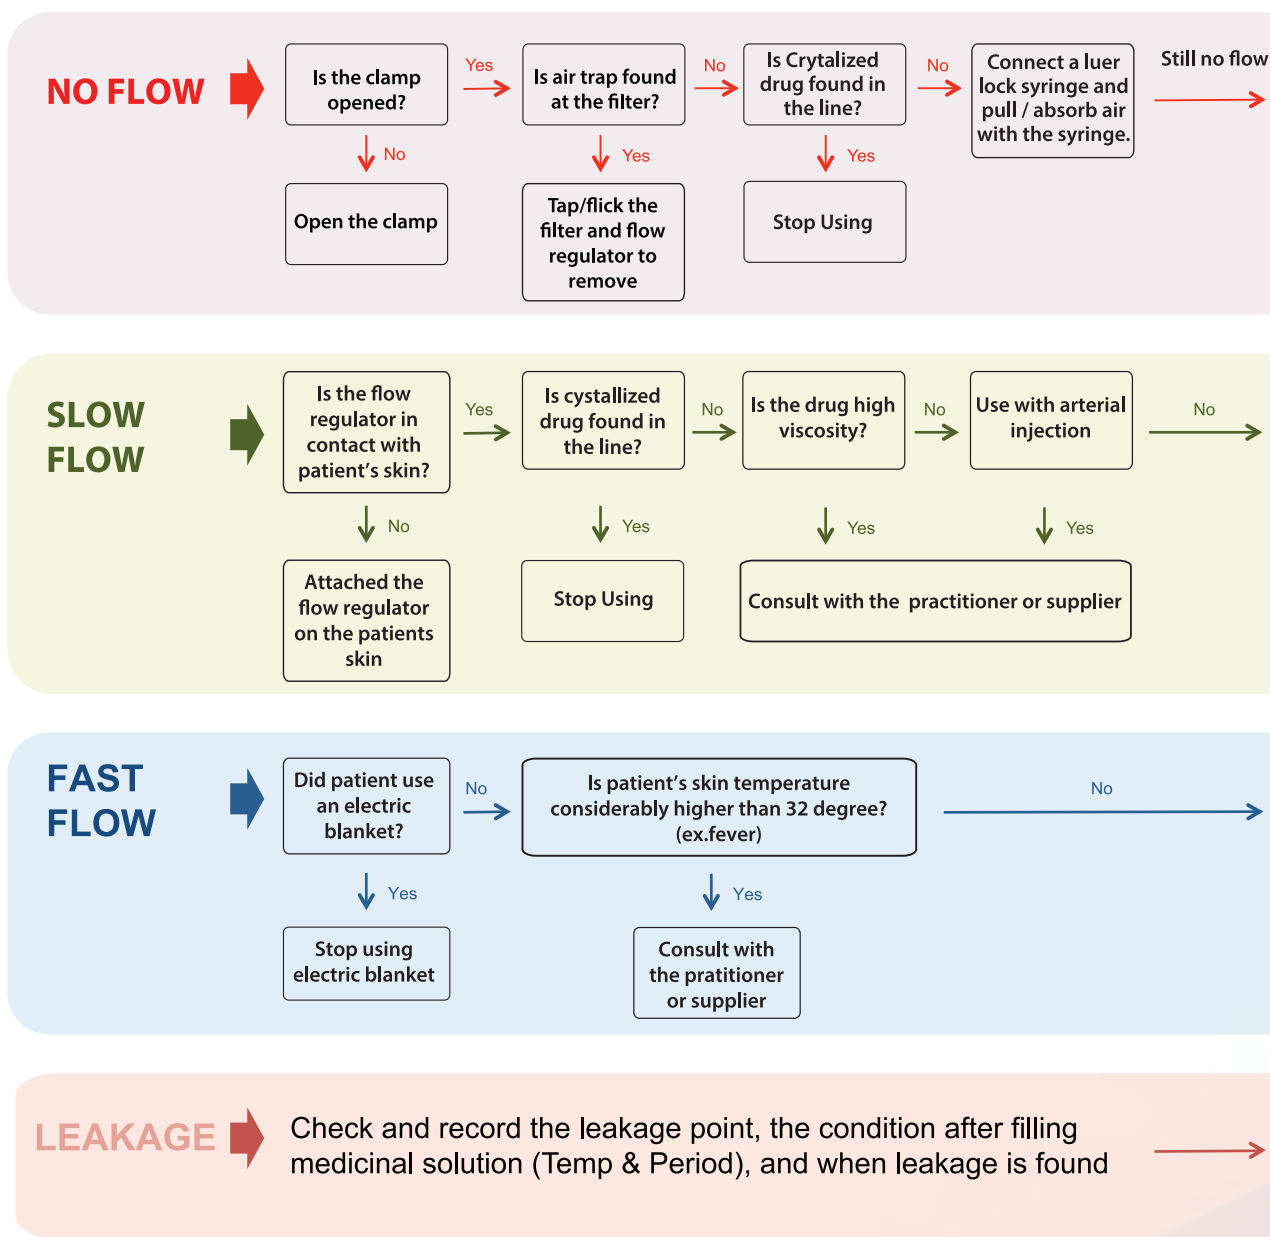 NO FLOW
Is the clamp
opened?
Yes
Is air trap found
at the filter?
No
Is Crytalized
drug found in
the line?
No
Connect a luer
lock syringe and
pull / absorb air
with the syringe.
Still no flow
No
Open the clamp
Yes
Tap/flick the
filter and flow
regulator to
remove
Yes
Stop Using
SLOW
FLOW
Is the flow
regulator in
contact with
patient's skin?
Yes
Is cystallized
drug found in
the line?
No
Is the drug high
viscosity?
No
Use with arterial
injection
No
No
Attached the
flow regulator
on the patients
skin
Yes
Stop Using
Yes
Yes
Consult with the practitioner or supplier
FAST
FLOW
Did patient use
an electric
blanket?
No
Is patient's skin temperature
considerably higher than 32 degree?
(ex.fever)
No
Yes
Stop using
electric blanket
Yes
Consult with
the pratitioner
or supplier
LEAKAGE
Check and record the leakage point, the condition after filling
medicinal solution (Temp & Period), and when leakage is found